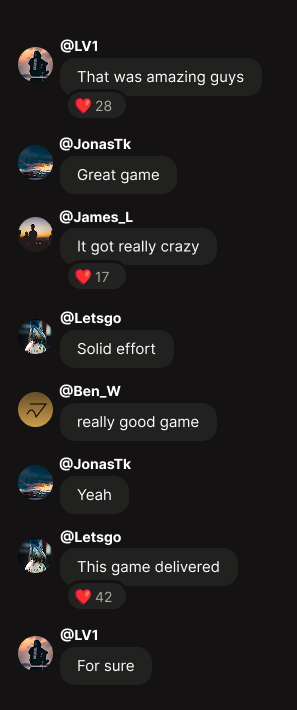 @LV1
That was amazing guys
❤️ 28
@JonasTk
Great game
@James_L
It got really crazy
❤️ 17
@Letsgo
Solid effort
@Ben_W
really good game
@JonasTk
Yeah
@Letsgo
This game delivered
❤️ 42
@LV1
For sure